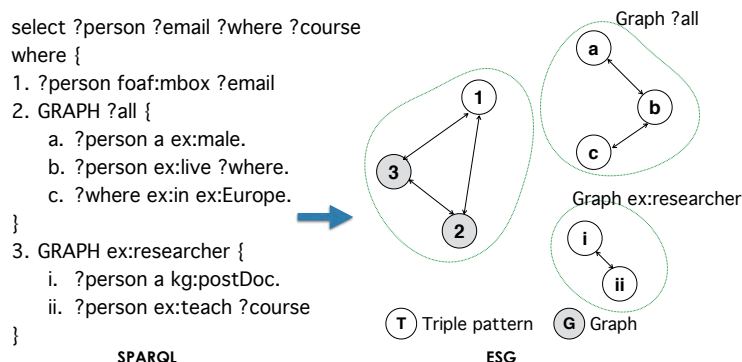 select ?person ?email ?where ?course
where {
1. ?person foaf:mbox ?email
2. GRAPH ?all {
a. ?person a ex:male.
b. ?person ex:live ?where.
c. ?where ex:in ex:Europe.
}
3. GRAPH ex:researcher {
i. ?person a kg:postDoc.
ii. ?person ex:teach ?course
}
SPARQL
1
3
2
Graph ?all
a
b
c
Graph ex:researcher
i
ii
T Triple pattern
G Graph
ESG